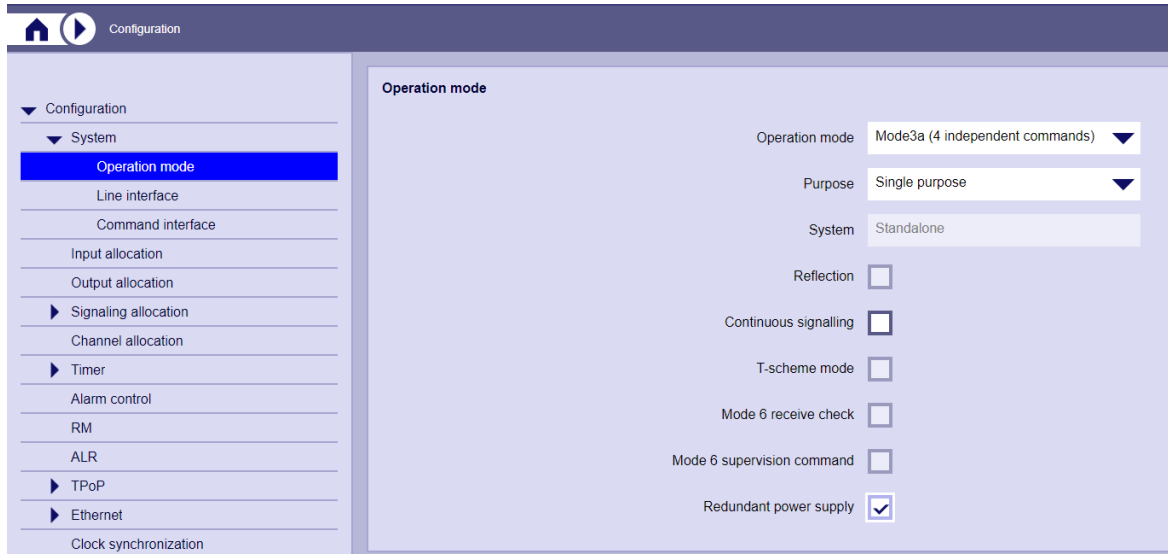 Configuration
Configuration
System
Operation mode
Line interface
Command interface
Input allocation
Output allocation
Signaling allocation
Channel allocation
Timer
Alarm control
RM
ALR
TPoP
Ethernet
Clock synchronization
Operation mode
Operation mode Mode3a (4 independent commands)
Purpose Single purpose
System Standalone
Reflection
Continuous signalling
T-scheme mode
Mode 6 receive check
Mode 6 supervision command
Redundant power supply